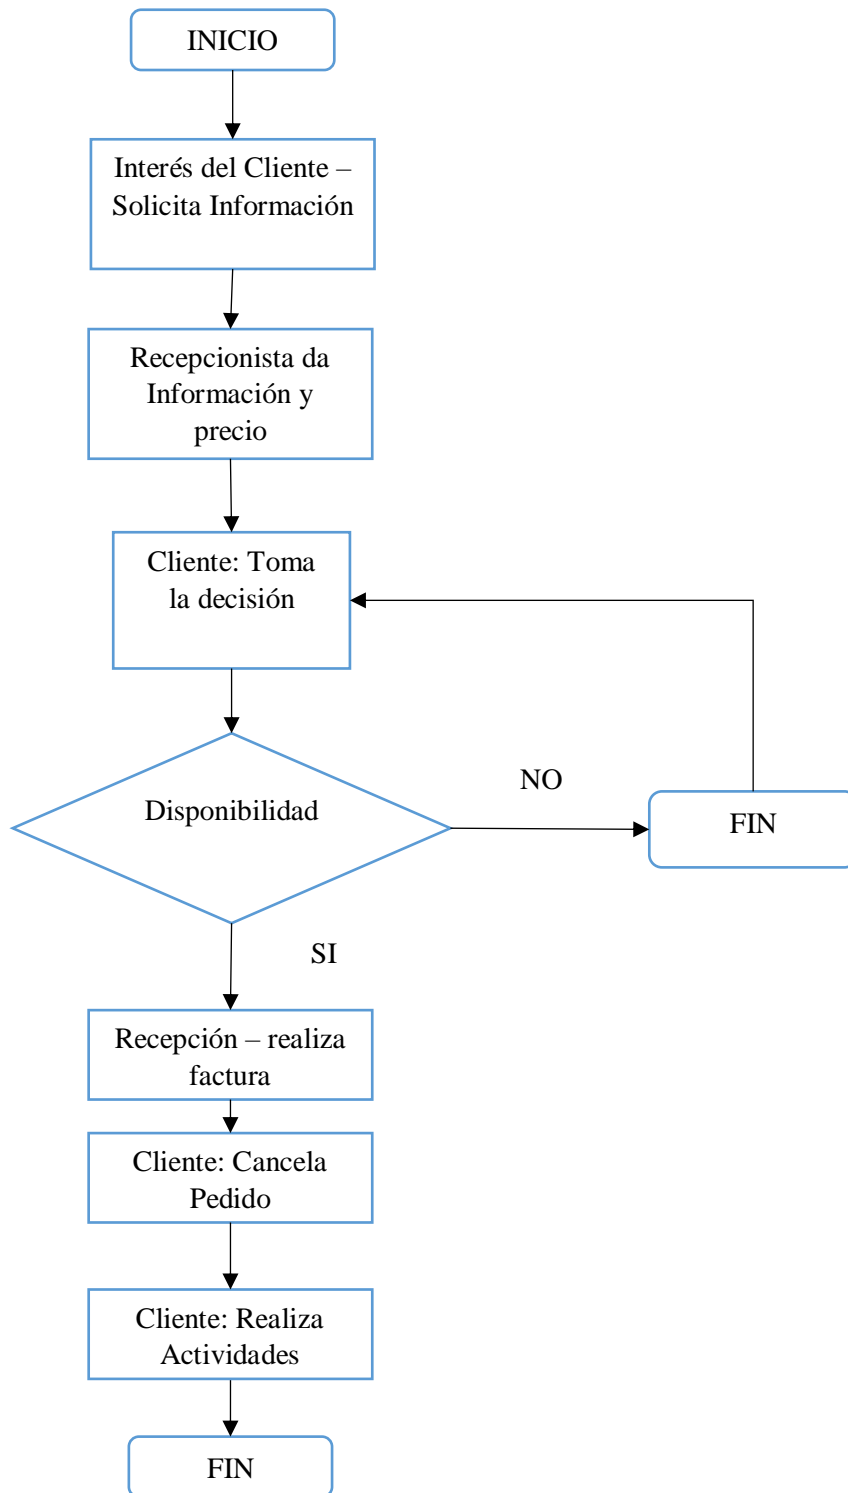 INICIO
Interés del Cliente –
Solicita Información
Recepcionista da
Información y
precio
Cliente: Toma
la decisión
Disponibilidad
NO
FIN
SI
Recepción – realiza
factura
Cliente: Cancela
Pedido
Cliente: Realiza
Actividades
FIN